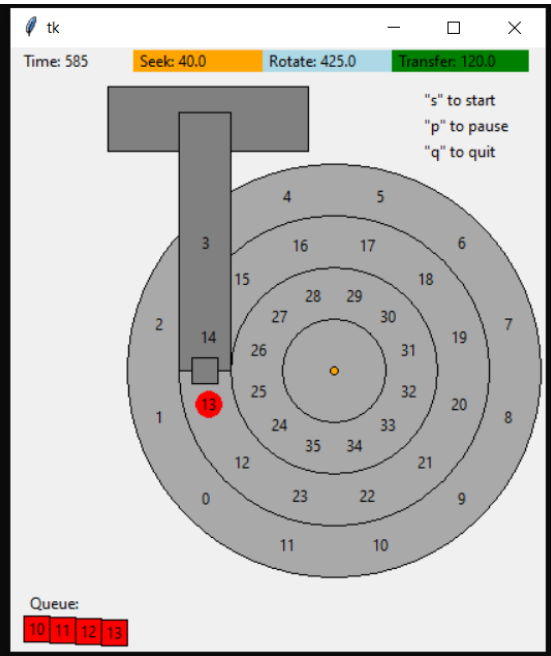 tk
Time: 585 Seek: 40.0 Rotate: 425.0 Transfer: 120.0
"s" to start
"p" to pause
"q" to quit
4 5
3 16 17 6
15 18
28 29
2 27 30 7
14 26 31 19
13 25 32 20
1 24 33 8
35 34
12 21
0 23 22 9
11 10
Queue:
10 11 12 13